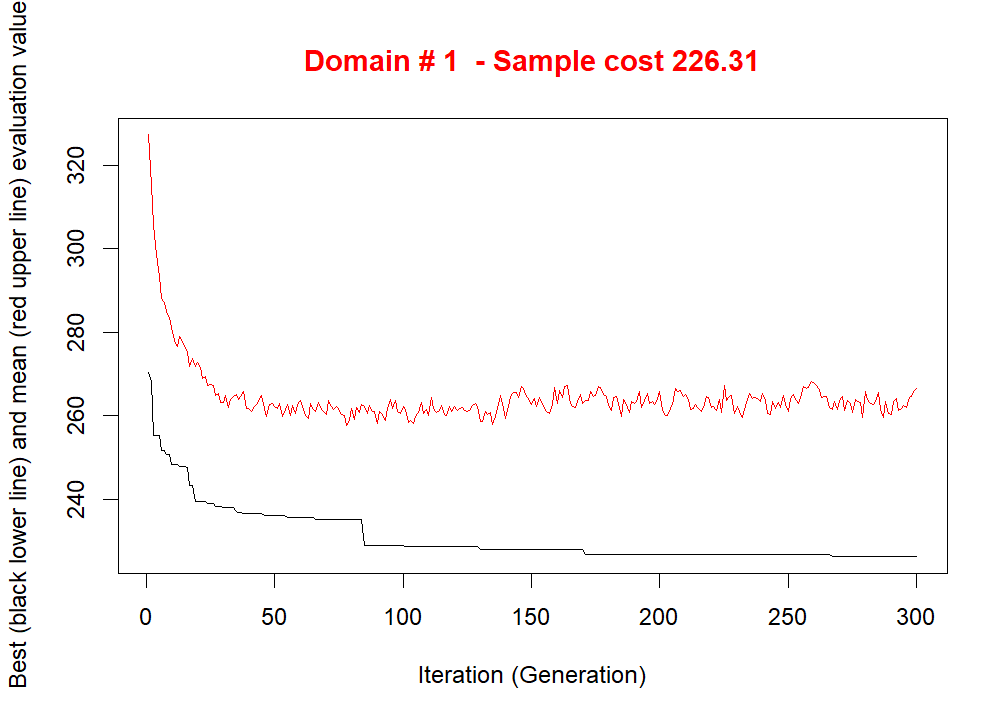 Domain # 1  - Sample cost 226.31
Best (black lower line) and mean (red upper line) evaluation value
320
300
280
260
240
0 50 100 150 200 250 300
Iteration (Generation)